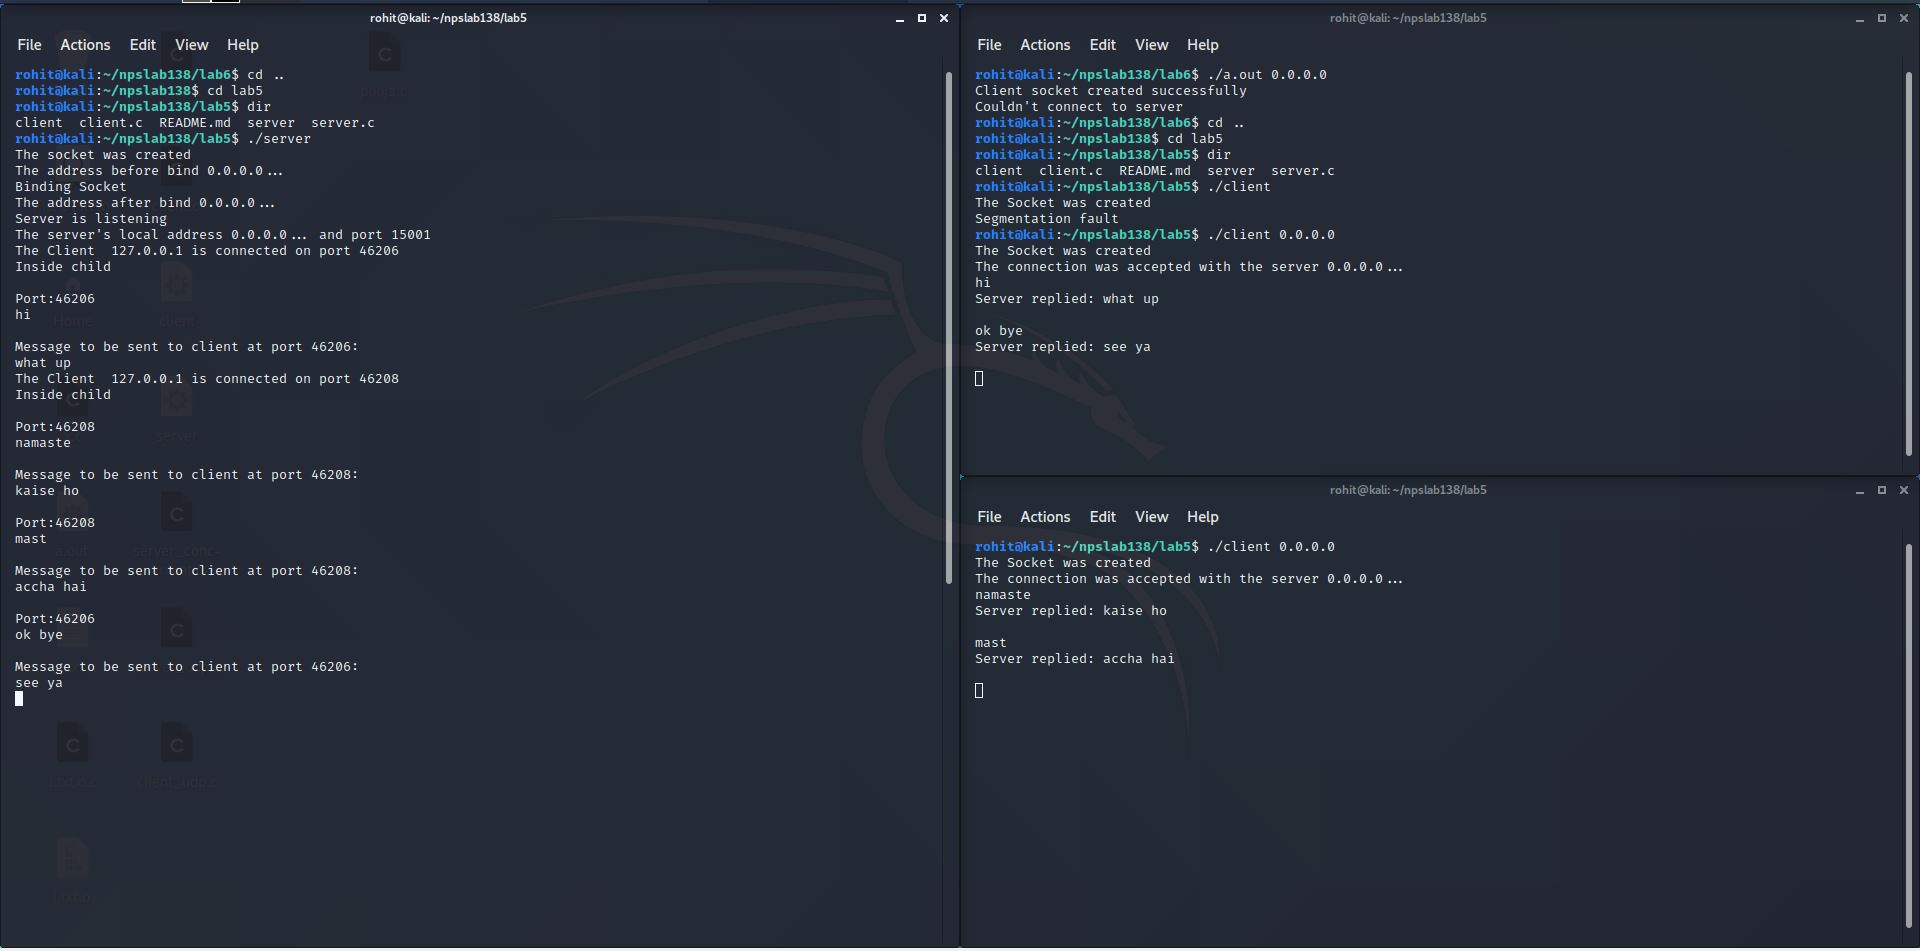 rohit@kali: ~/npslab138/lab5
File Actions Edit View Help
rohit@kali:~/npslab138/lab6$ cd ..
rohit@kali:~/npslab138$ cd lab5
rohit@kali:~/npslab138/lab5$ dir
client  client.c  README.md  server  server.c
rohit@kali:~/npslab138/lab5$ ./server
The socket was created
The address before bind 0.0.0.0...
Binding Socket
The address after bind 0.0.0.0...
Server is listening
The server's local address 0.0.0.0... and port 15001
The Client  127.0.0.1 is connected on port 46206
Inside child
Port:46206
hi
Message to be sent to client at port 46206:
what up
The Client  127.0.0.1 is connected on port 46208
Inside child
Port:46208
namaste
Message to be sent to client at port 46208:
kaise ho
Port:46208
mast
Message to be sent to client at port 46208:
accha hai
Port:46206
ok bye
Message to be sent to client at port 46206:
see ya
pooja.c
Home
client
server
a.out
server_conc-
client_udp.c
rohit@kali: ~/npslab138/lab5
File Actions Edit View Help
rohit@kali:~/npslab138/lab6$ ./a.out 0.0.0.0
Client socket created successfully
Couldn't connect to server
rohit@kali:~/npslab138/lab6$ cd ..
rohit@kali:~/npslab138$ cd lab5
rohit@kali:~/npslab138/lab5$ dir
client  client.c  README.md  server  server.c
rohit@kali:~/npslab138/lab5$ ./client
The Socket was created
Segmentation fault
rohit@kali:~/npslab138/lab5$ ./client 0.0.0.0
The Socket was created
The connection was accepted with the server 0.0.0.0...
hi
Server replied: what up
ok bye
Server replied: see ya
rohit@kali: ~/npslab138/lab5
File Actions Edit View Help
rohit@kali:~/npslab138/lab5$ ./client 0.0.0.0
The Socket was created
The connection was accepted with the server 0.0.0.0...
namaste
Server replied: kaise ho
mast
Server replied: accha hai